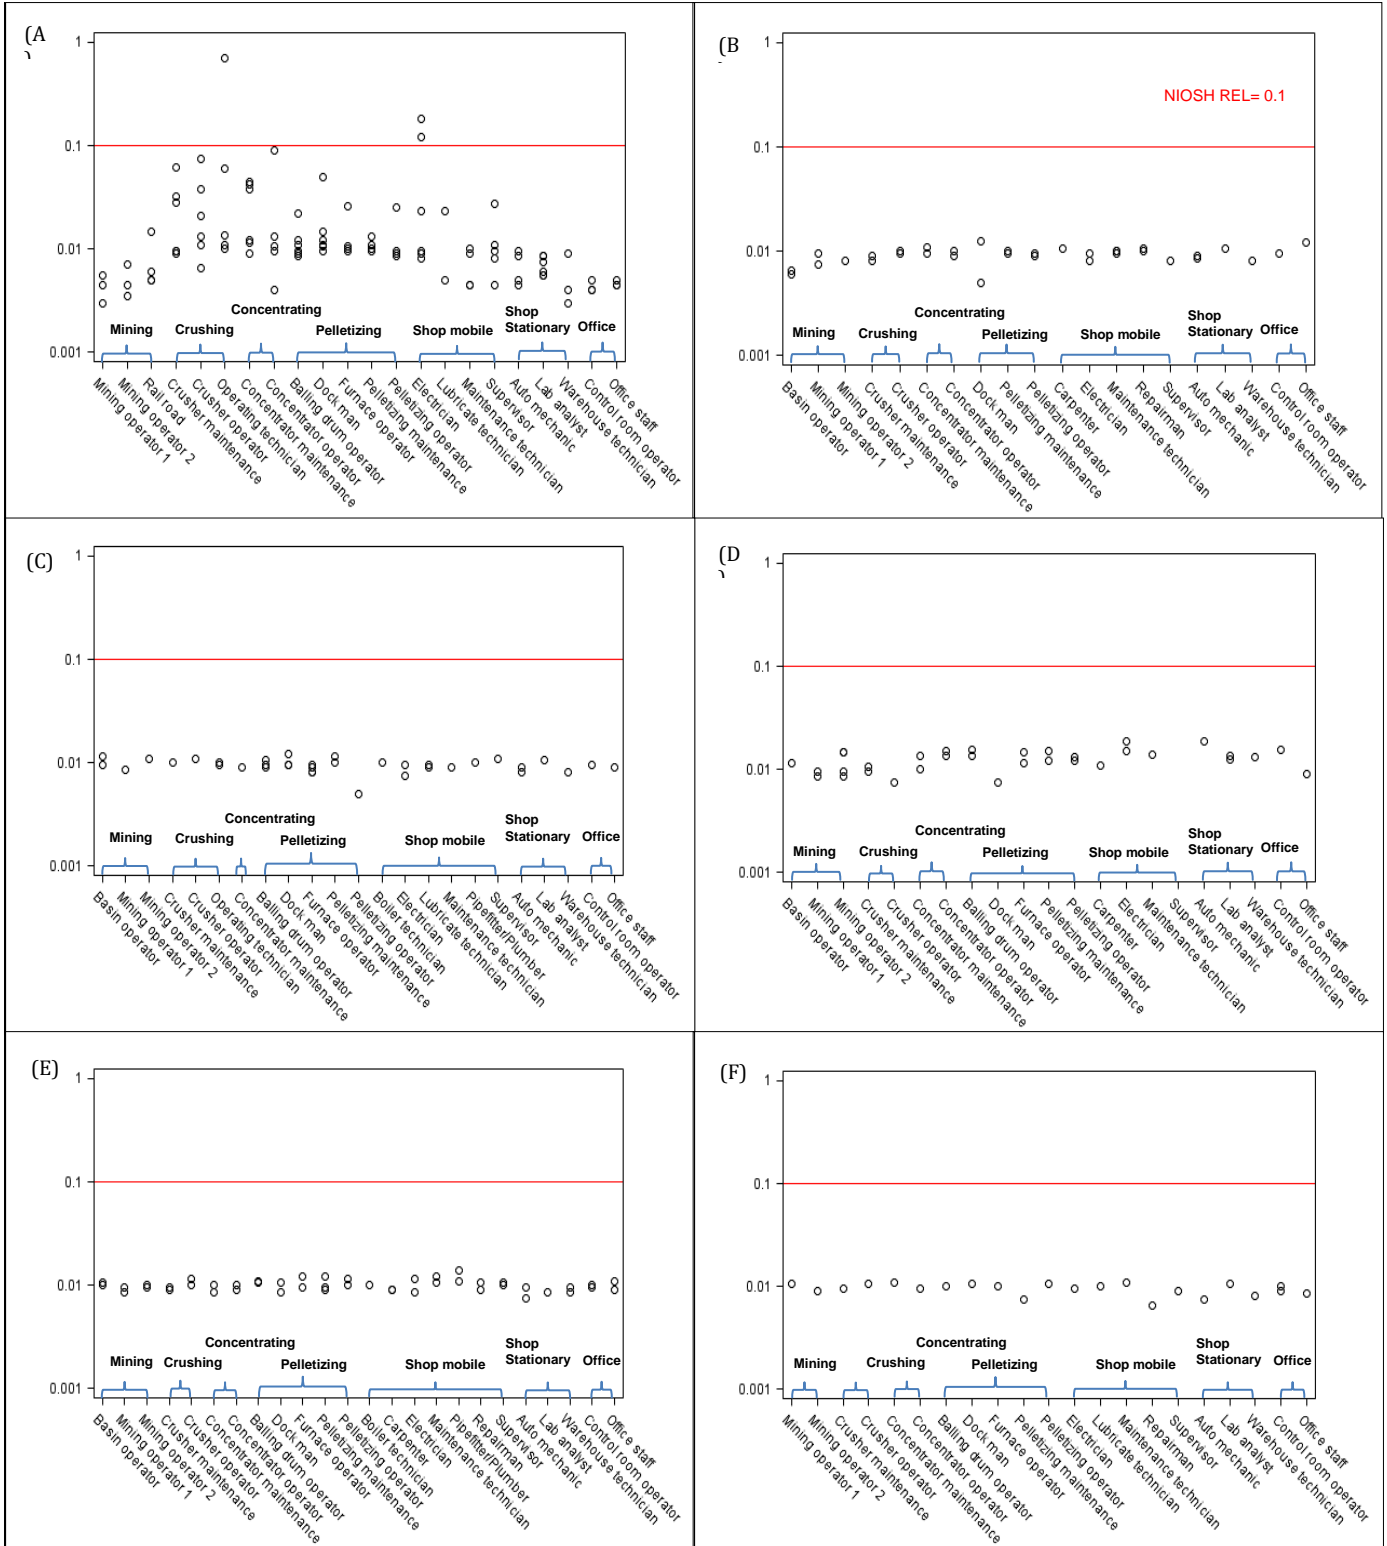 (A
)
1
0.1
0.01
0.001
Concentrating
Mining
Crushing
Pelletizing
Shop mobile
Shop
Stationary
Office
Mining operator 1
Mining operator 2
Rail road
Crusher maintenance
Crusher operator
Operating technician
Concentrator maintenance
Concentrator operator
Balling drum operator
Dock man
Furnace operator
Pelletizing maintenance
Pelletizing operator
Electrician
Lubricate technician
Maintenance technician
Supervisor
Auto mechanic
Lab analyst
Warehouse technician
Control room operator
Office staff
(B
NIOSH REL= 0.1
1
0.1
0.01
0.001
Concentrating
Mining
Crushing
Pelletizing
Shop mobile
Shop
Stationary
Office
Basin operator
Mining operator 1
Mining operator 2
Crusher maintenance
Crusher operator
Concentrator maintenance
Concentrator operator
Dock man
Pelletizing maintenance
Pelletizing operator
Carpenter
Electrician
Maintenance technician
Repairman
Supervisor
Auto mechanic
Lab analyst
Warehouse technician
Control room operator
Office staff
(C)
1
0.1
0.01
0.001
Concentrating
Mining
Crushing
Pelletizing
Shop mobile
Shop
Stationary
Office
Basin operator
Mining operator 1
Mining operator 2
Crusher maintenance
Crusher operator
Operating technician
Concentrator maintenance
Balling drum operator
Dock man
Furnace operator
Pelletizing maintenance
Pelletizing operator
Boiler technician
Electrician
Lubricate technician
Maintenance technician
Pipefitter/Plumber
Supervisor
Auto mechanic
Lab analyst
Warehouse technician
Control room operator
Office staff
(D
)
1
0.1
0.01
0.001
Concentrating
Mining
Crushing
Pelletizing
Shop mobile
Shop
Stationary
Office
Basin operator
Mining operator 1
Mining operator 2
Crusher maintenance
Crusher operator
Concentrator maintenance
Concentrator operator
Balling drum operator
Dock man
Furnace operator
Pelletizing maintenance
Pelletizing operator
Carpenter
Electrician
Maintenance technician
Supervisor
Auto mechanic
Lab analyst
Warehouse technician
Control room operator
Office staff
(E)
1
0.1
0.01
0.001
Concentrating
Mining
Crushing
Pelletizing
Shop mobile
Shop
Stationary
Office
Basin operator
Mining operator 1
Mining operator 2
Crusher maintenance
Crusher operator
Concentrator maintenance
Concentrator operator
Balling drum operator
Dock man
Furnace operator
Pelletizing maintenance
Pelletizing operator
Boiler technician
Carpenter
Electrician
Maintenance technician
Pipefitter/Plumber
Repairman
Supervisor
Auto mechanic
Lab analyst
Warehouse technician
Control room operator
Office staff
(F)
1
0.1
0.01
0.001
Concentrating
Mining
Crushing
Pelletizing
Shop mobile
Shop
Stationary
Office
Mining operator 1
Mining operator 2
Crusher maintenance
Crusher operator
Concentrator maintenance
Concentrator operator
Balling drum operator
Dock man
Furnace operator
Pelletizing maintenance
Pelletizing operator
Electrician
Lubricate technician
Maintenance technician
Repairman
Supervisor
Auto mechanic
Lab analyst
Warehouse technician
Control room operator
Office staff